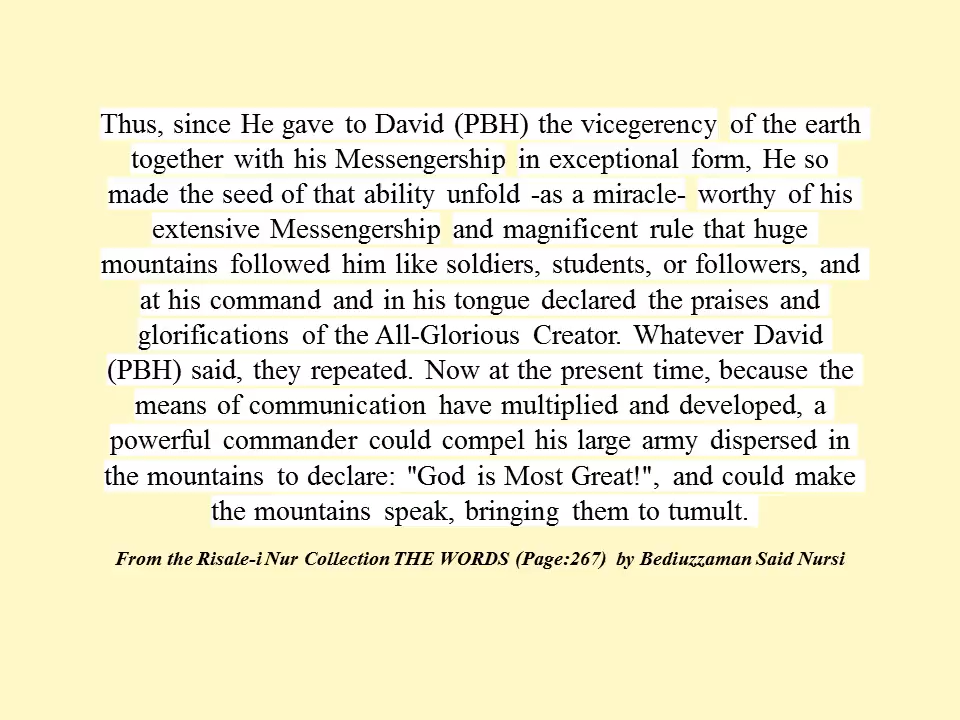 Thus, since He gave to David (PBH) the vicegerency of the earth
together with his Messengership in exceptional form, He so
made the seed of that ability unfold -as a miracle- worthy of his
extensive Messengership and magnificent rule that huge
mountains followed him like soldiers, students, or followers, and
at his command and in his tongue declared the praises and
glorifications of the All-Glorious Creator. Whatever David
(PBH) said, they repeated. Now at the present time, because the
means of communication have multiplied and developed, a
powerful commander could compel his large army dispersed in
the mountains to declare: "God is Most Great!", and could make
the mountains speak, bringing them to tumult.
From the Risale-i Nur Collection THE WORDS (Page:267) by Bediuzzaman Said Nursi